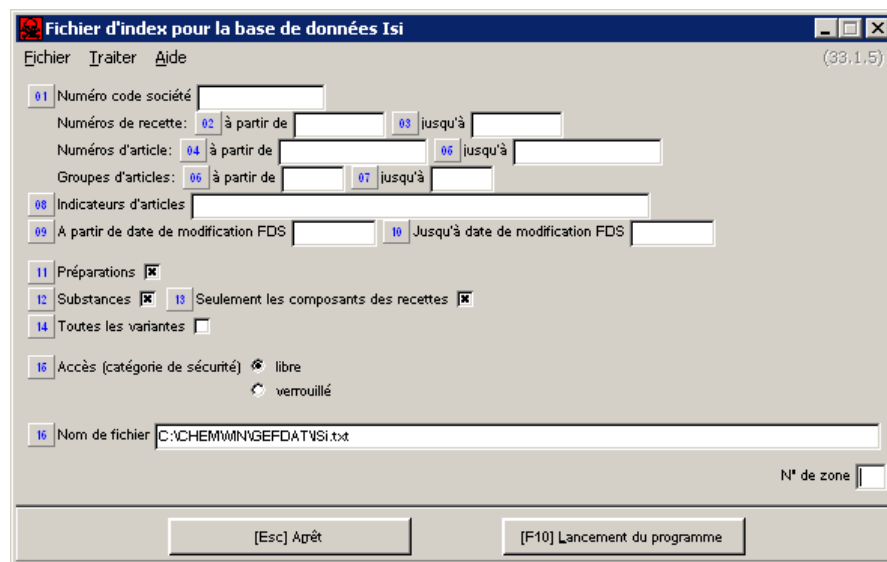 Fichier d'index pour la base de données Isi
Fichier Traiter Aide (33.1.5)
01 Numéro code société
Numéros de recette: 02 à partir de 03 jusqu'à
Numéros d'article: 04 à partir de 05 jusqu'à
Groupes d'articles: 06 à partir de 07 jusqu'à
08 Indicateurs d'articles
09 A partir de date de modification FDS 10 Jusqu'à date de modification FDS
11 Préparations
12 Substances 13 Seulement les composants des recettes
14 Toutes les variantes
15 Accès (catégorie de sécurité) libre
verrouillé
16 Nom de fichier C:\CHEMWIN\GEFDAT\ISi.txt
N° de zone
[Esc] Arrêt [F10] Lancement du programme